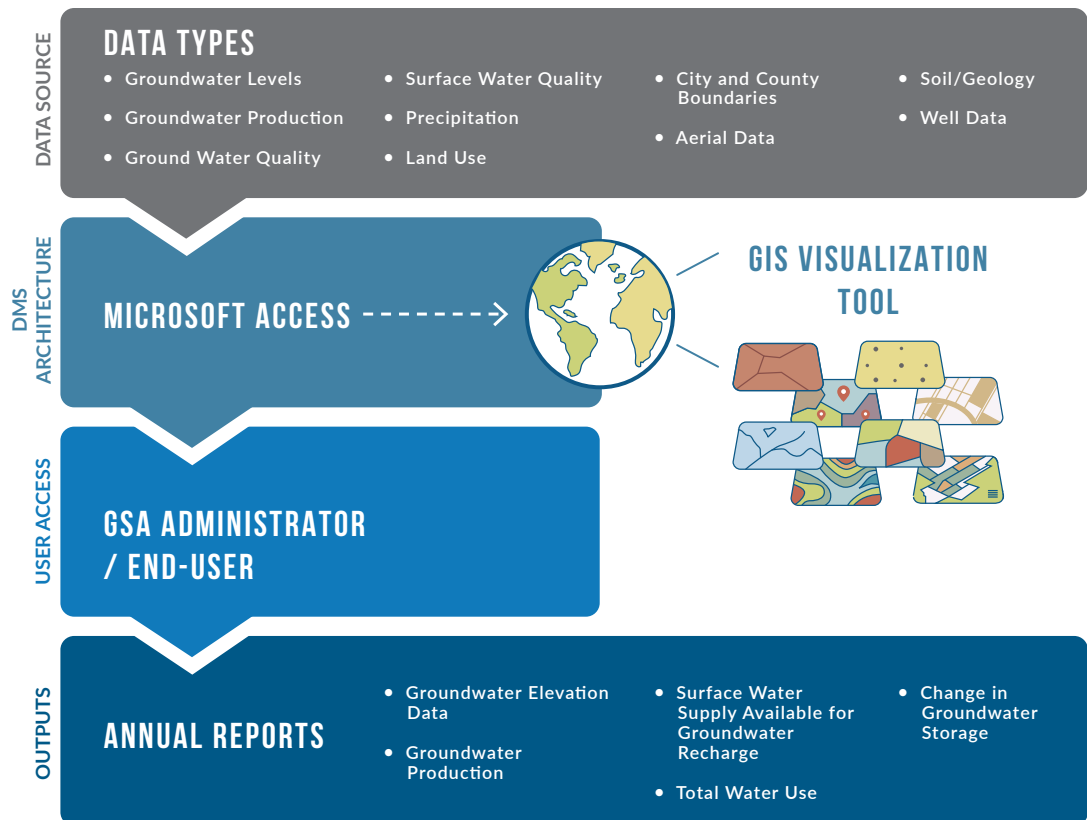 DATA SOURCE
DATA TYPES
• Groundwater Levels
• Groundwater Production
• Ground Water Quality
• Surface Water Quality
• Precipitation
• Land Use
• City and County
Boundaries
• Aerial Data
• Soil/Geology
• Well Data
DMS
ARCHITECTURE
MICROSOFT ACCESS
GIS VISUALIZATION
TOOL
USER ACCESS
GSA ADMINISTRATOR
/ END-USER
OUTPUTS
ANNUAL REPORTS
• Groundwater Elevation
Data
• Groundwater
Production
• Surface Water
Supply Available for
Groundwater
Recharge
• Total Water Use
• Change in
Groundwater
Storage